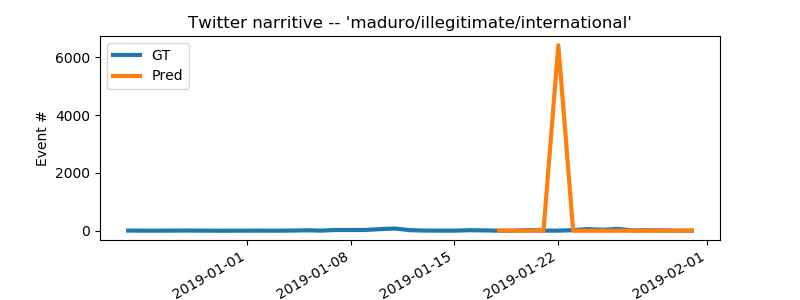 Twitter narritive -- 'maduro/illegitimate/international'
GT
Pred
Event #
6000
4000
2000
0
2019-01-01
2019-01-08
2019-01-15
2019-01-22
2019-02-01